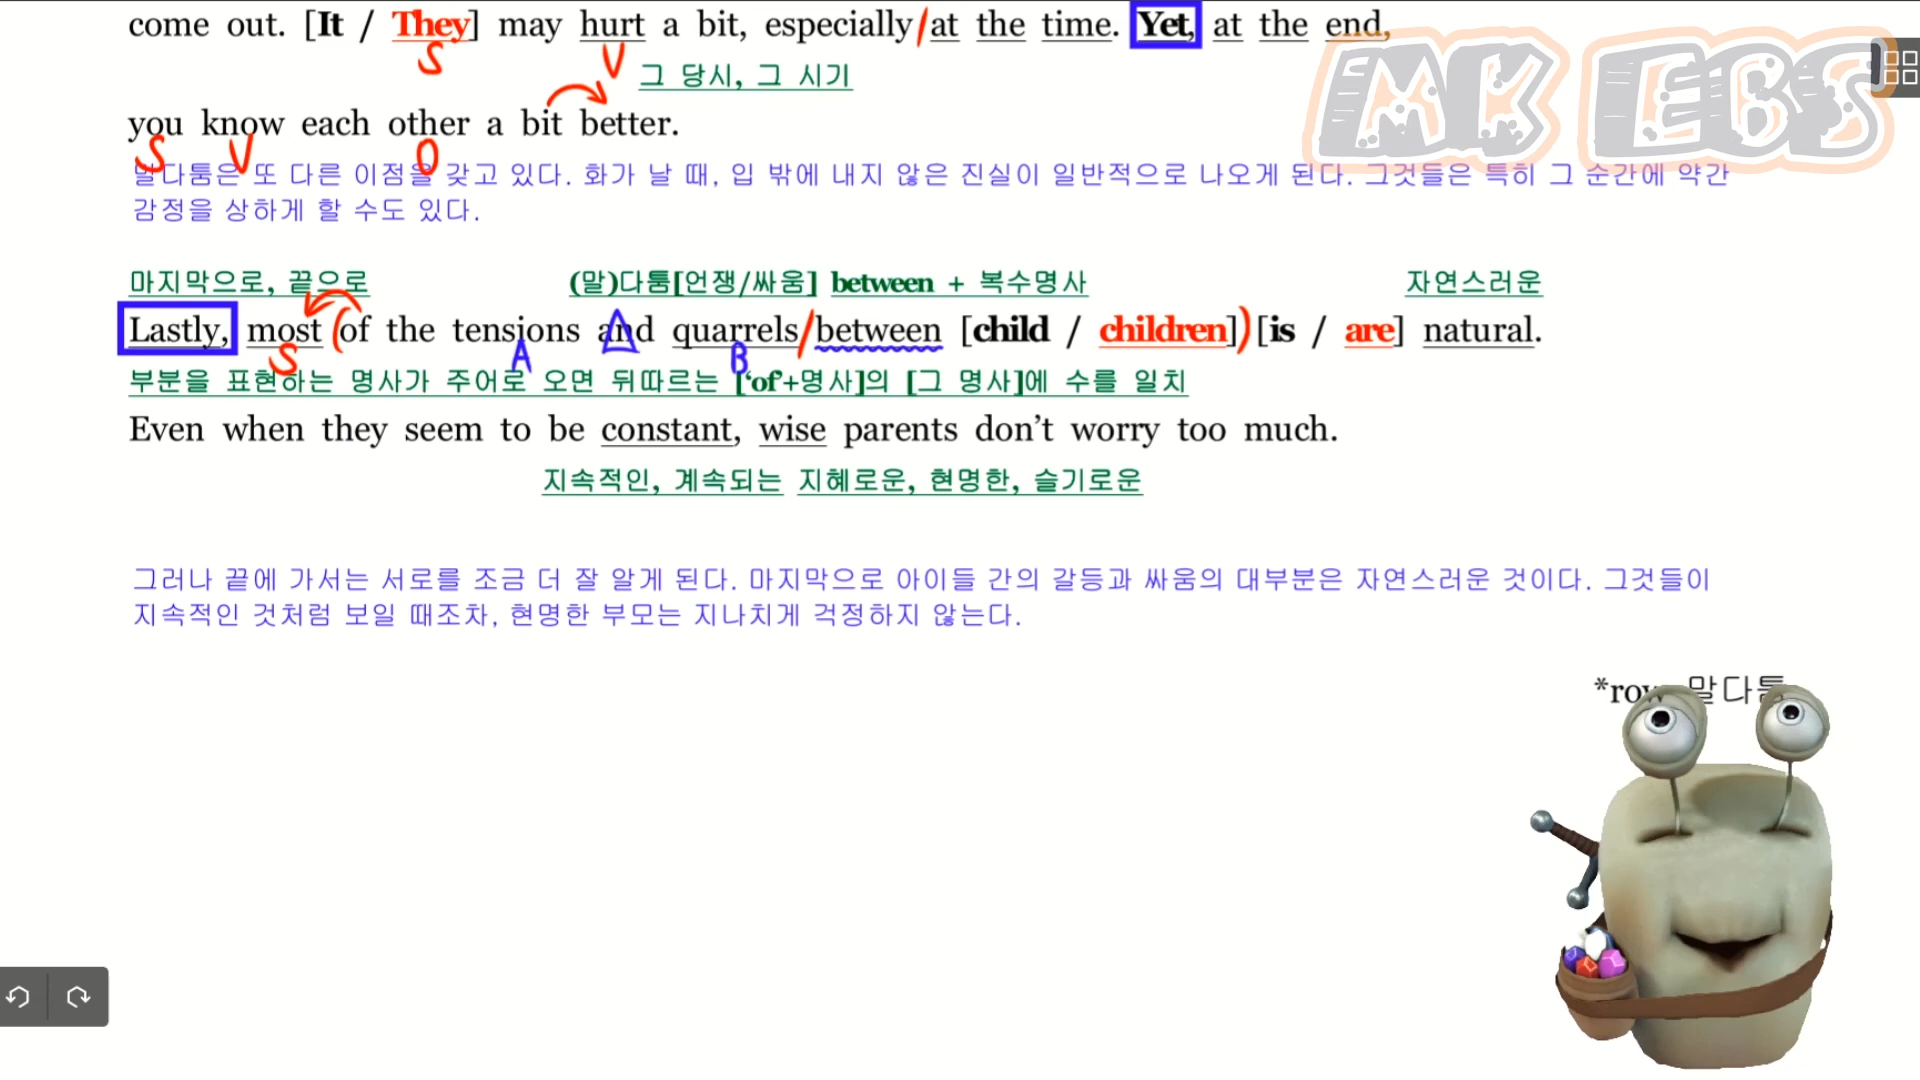 come out. [It / They] may hurt a bit, especially/at the time. Yet, at the end,
S V 그 당시, 그 시기
you know each other a bit better.
S V O
말다툼은 또 다른 이점을 갖고 있다. 화가 날 때, 입 밖에 내지 않은 진실이 일반적으로 나오게 된다. 그것들은 특히 그 순간에 약간
감정을 상하게 할 수도 있다.
마지막으로, 끝으로 (말)다툼[언쟁/싸움] between + 복수명사 자연스러운
Lastly, most (of the tensions and quarrels/between [child / children]) [is / are] natural.
S A B
부분을 표현하는 명사가 주어로 오면 뒤따르는 ['of'+명사]의 [그 명사]에 수를 일치
Even when they seem to be constant, wise parents don't worry too much.
지속적인, 계속되는 지혜로운, 현명한, 슬기로운
그러나 끝에 가서는 서로를 조금 더 잘 알게 된다. 마지막으로 아이들 간의 갈등과 싸움의 대부분은 자연스러운 것이다. 그것들이
지속적인 것처럼 보일 때조차, 현명한 부모는 지나치게 걱정하지 않는다.
*row 말다툼
MK EBS